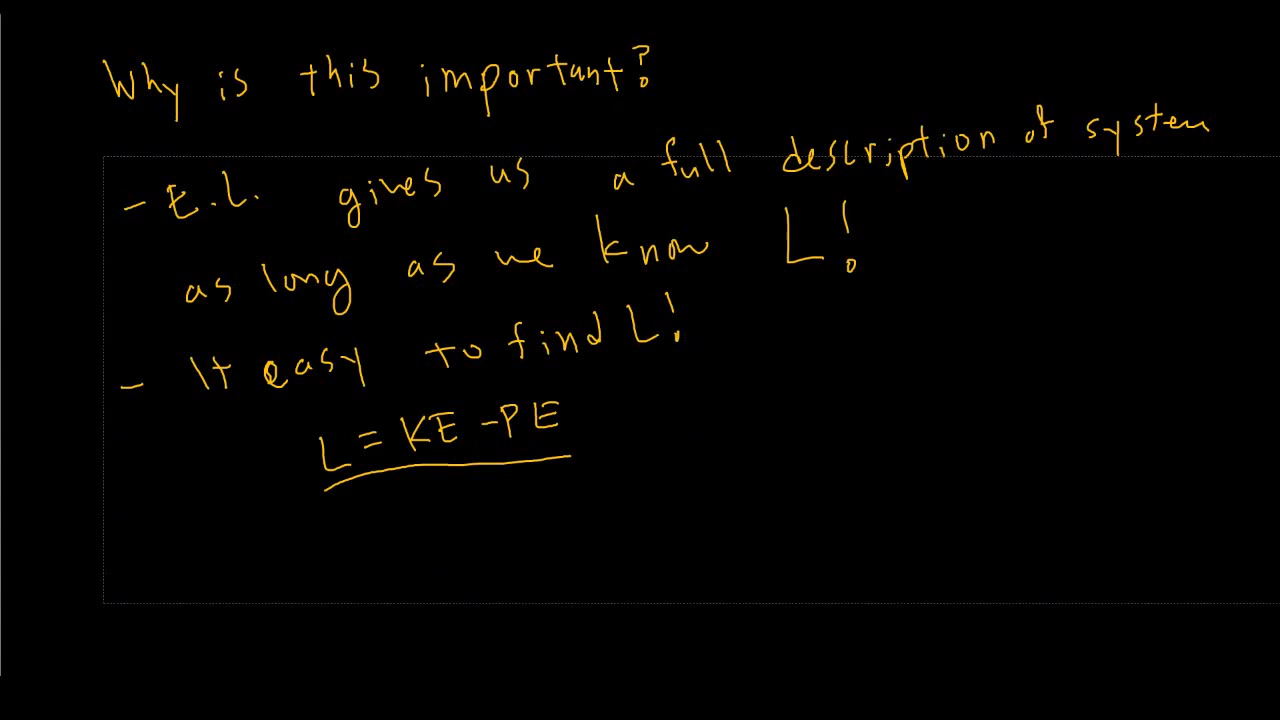 Why is this important?
- E.L. gives us a full description of system
as long as we know L!
- It easy to find L!
L = KE - PE